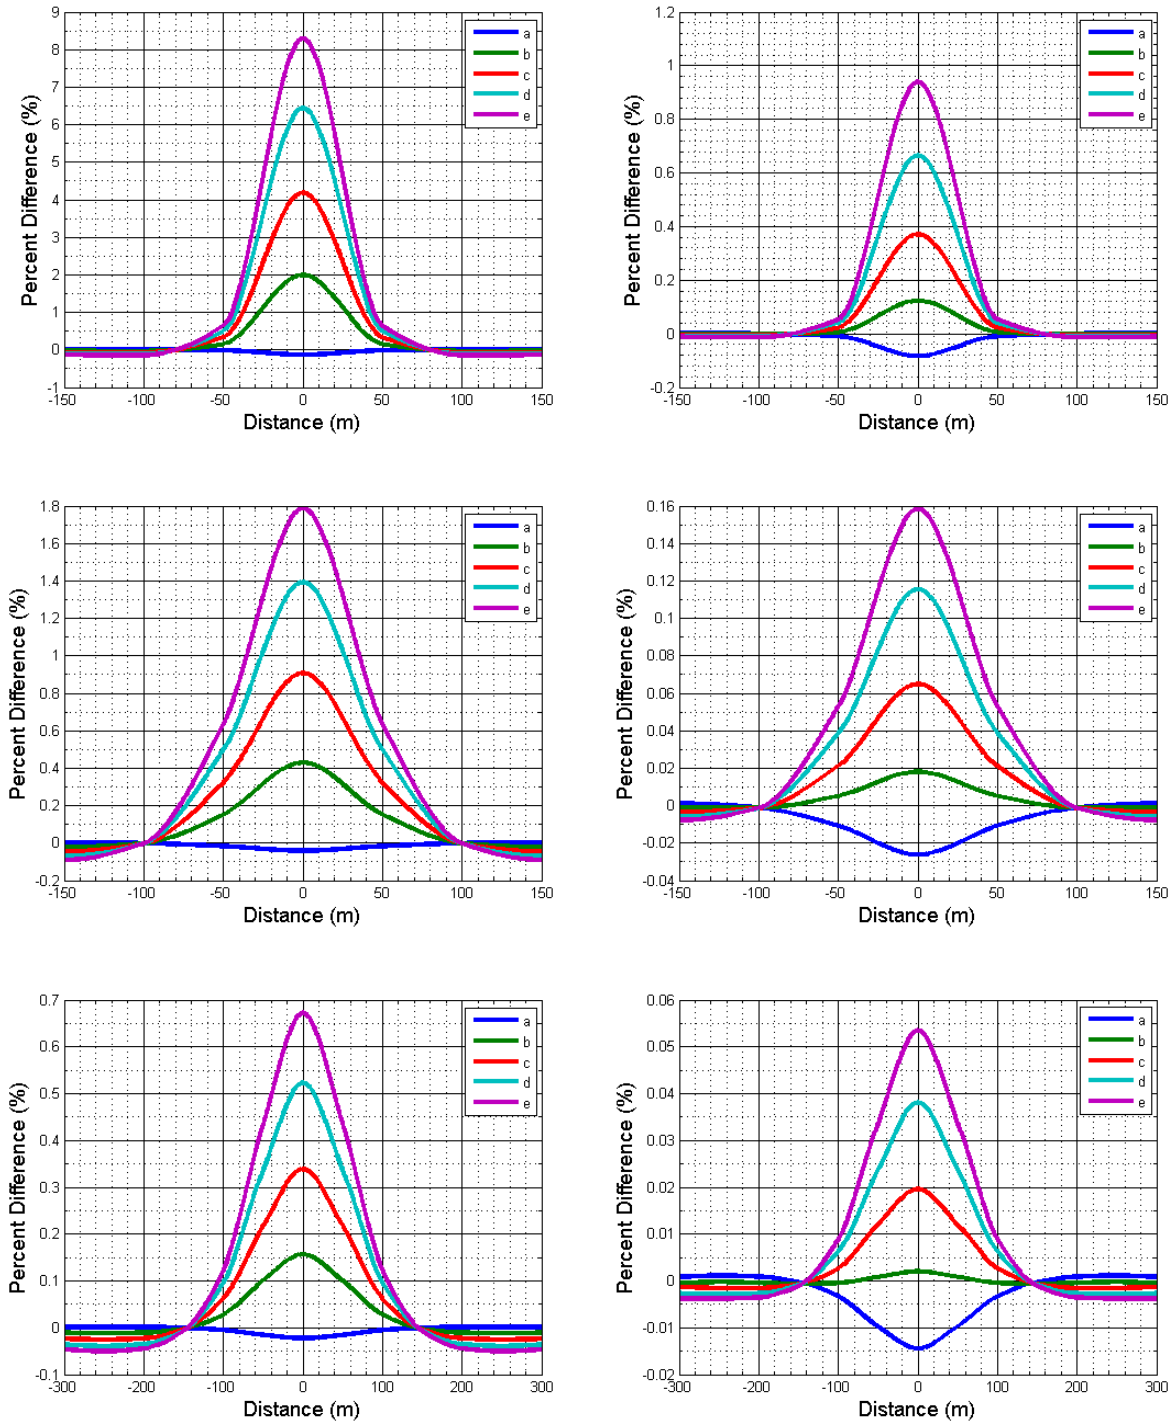 9
8
7
6
5
4
3
2
1
0
-1
-150 -100 -50 0 50 100 150
Percent Difference (%)
Distance (m)
a
b
c
d
e
1.2
1
0.8
0.6
0.4
0.2
0
-0.2
-150 -100 -50 0 50 100 150
Percent Difference (%)
Distance (m)
a
b
c
d
e
1.8
1.6
1.4
1.2
1
0.8
0.6
0.4
0.2
0
-0.2
-150 -100 -50 0 50 100 150
Percent Difference (%)
Distance (m)
a
b
c
d
e
0.16
0.14
0.12
0.1
0.08
0.06
0.04
0.02
0
-0.02
-0.04
-150 -100 -50 0 50 100 150
Percent Difference (%)
Distance (m)
a
b
c
d
e
0.7
0.6
0.5
0.4
0.3
0.2
0.1
0
-0.1
-300 -200 -100 0 100 200 300
Percent Difference (%)
Distance (m)
a
b
c
d
e
0.06
0.05
0.04
0.03
0.02
0.01
0
-0.01
-0.02
-300 -200 -100 0 100 200 300
Percent Difference (%)
Distance (m)
a
b
c
d
e